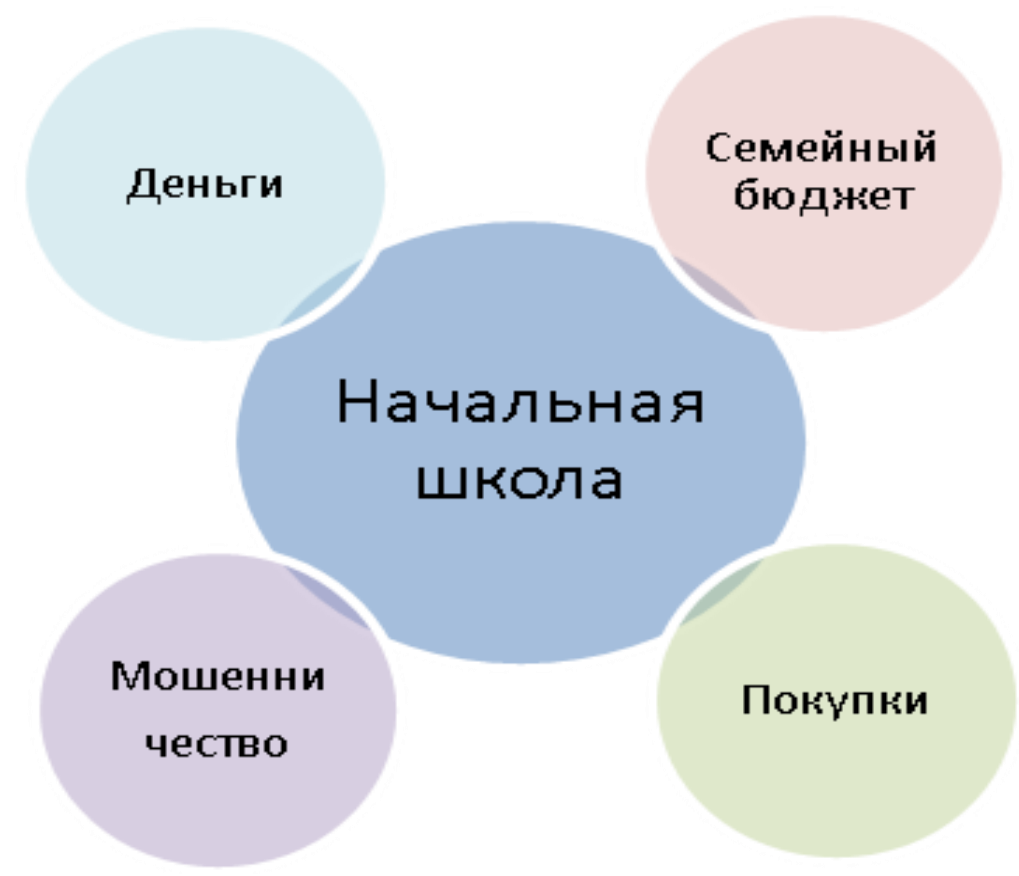 Деньги
Семейный
бюджет
Начальная
школа
Мошенни
чество
Покупки